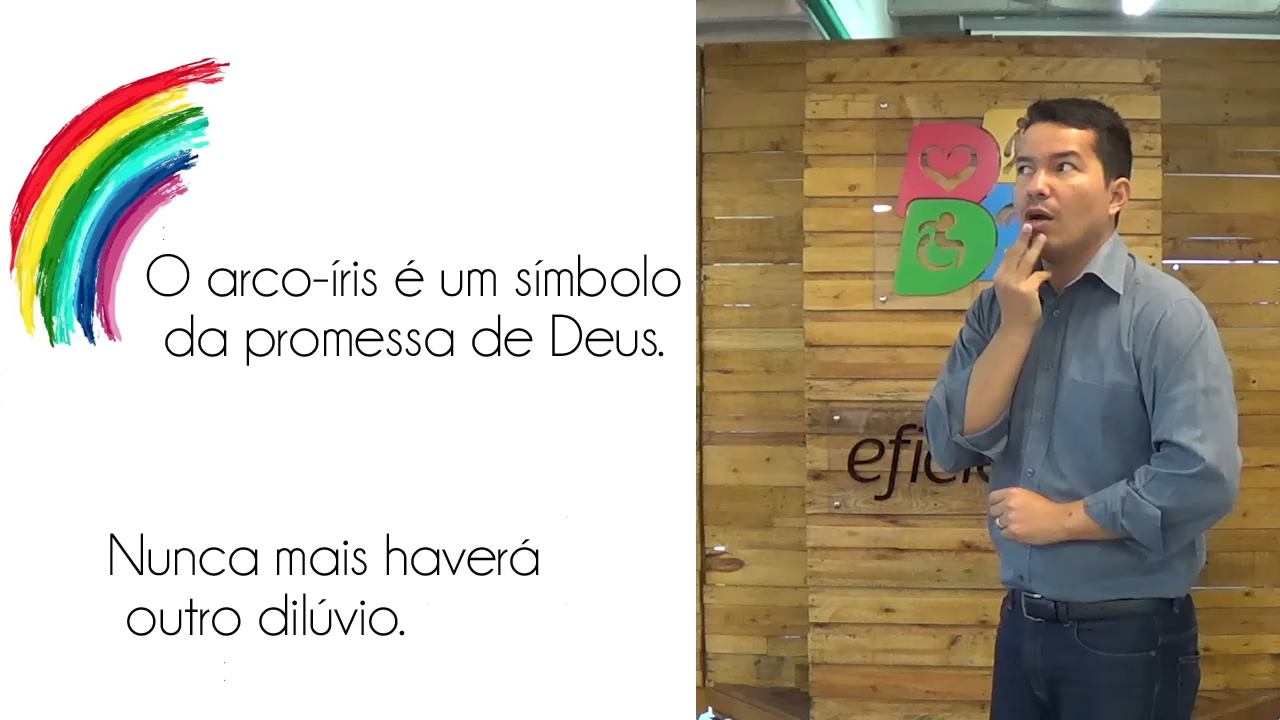 O arco-íris é um símbolo
da promessa de Deus.
Nunca mais haverá
outro dilúvio.